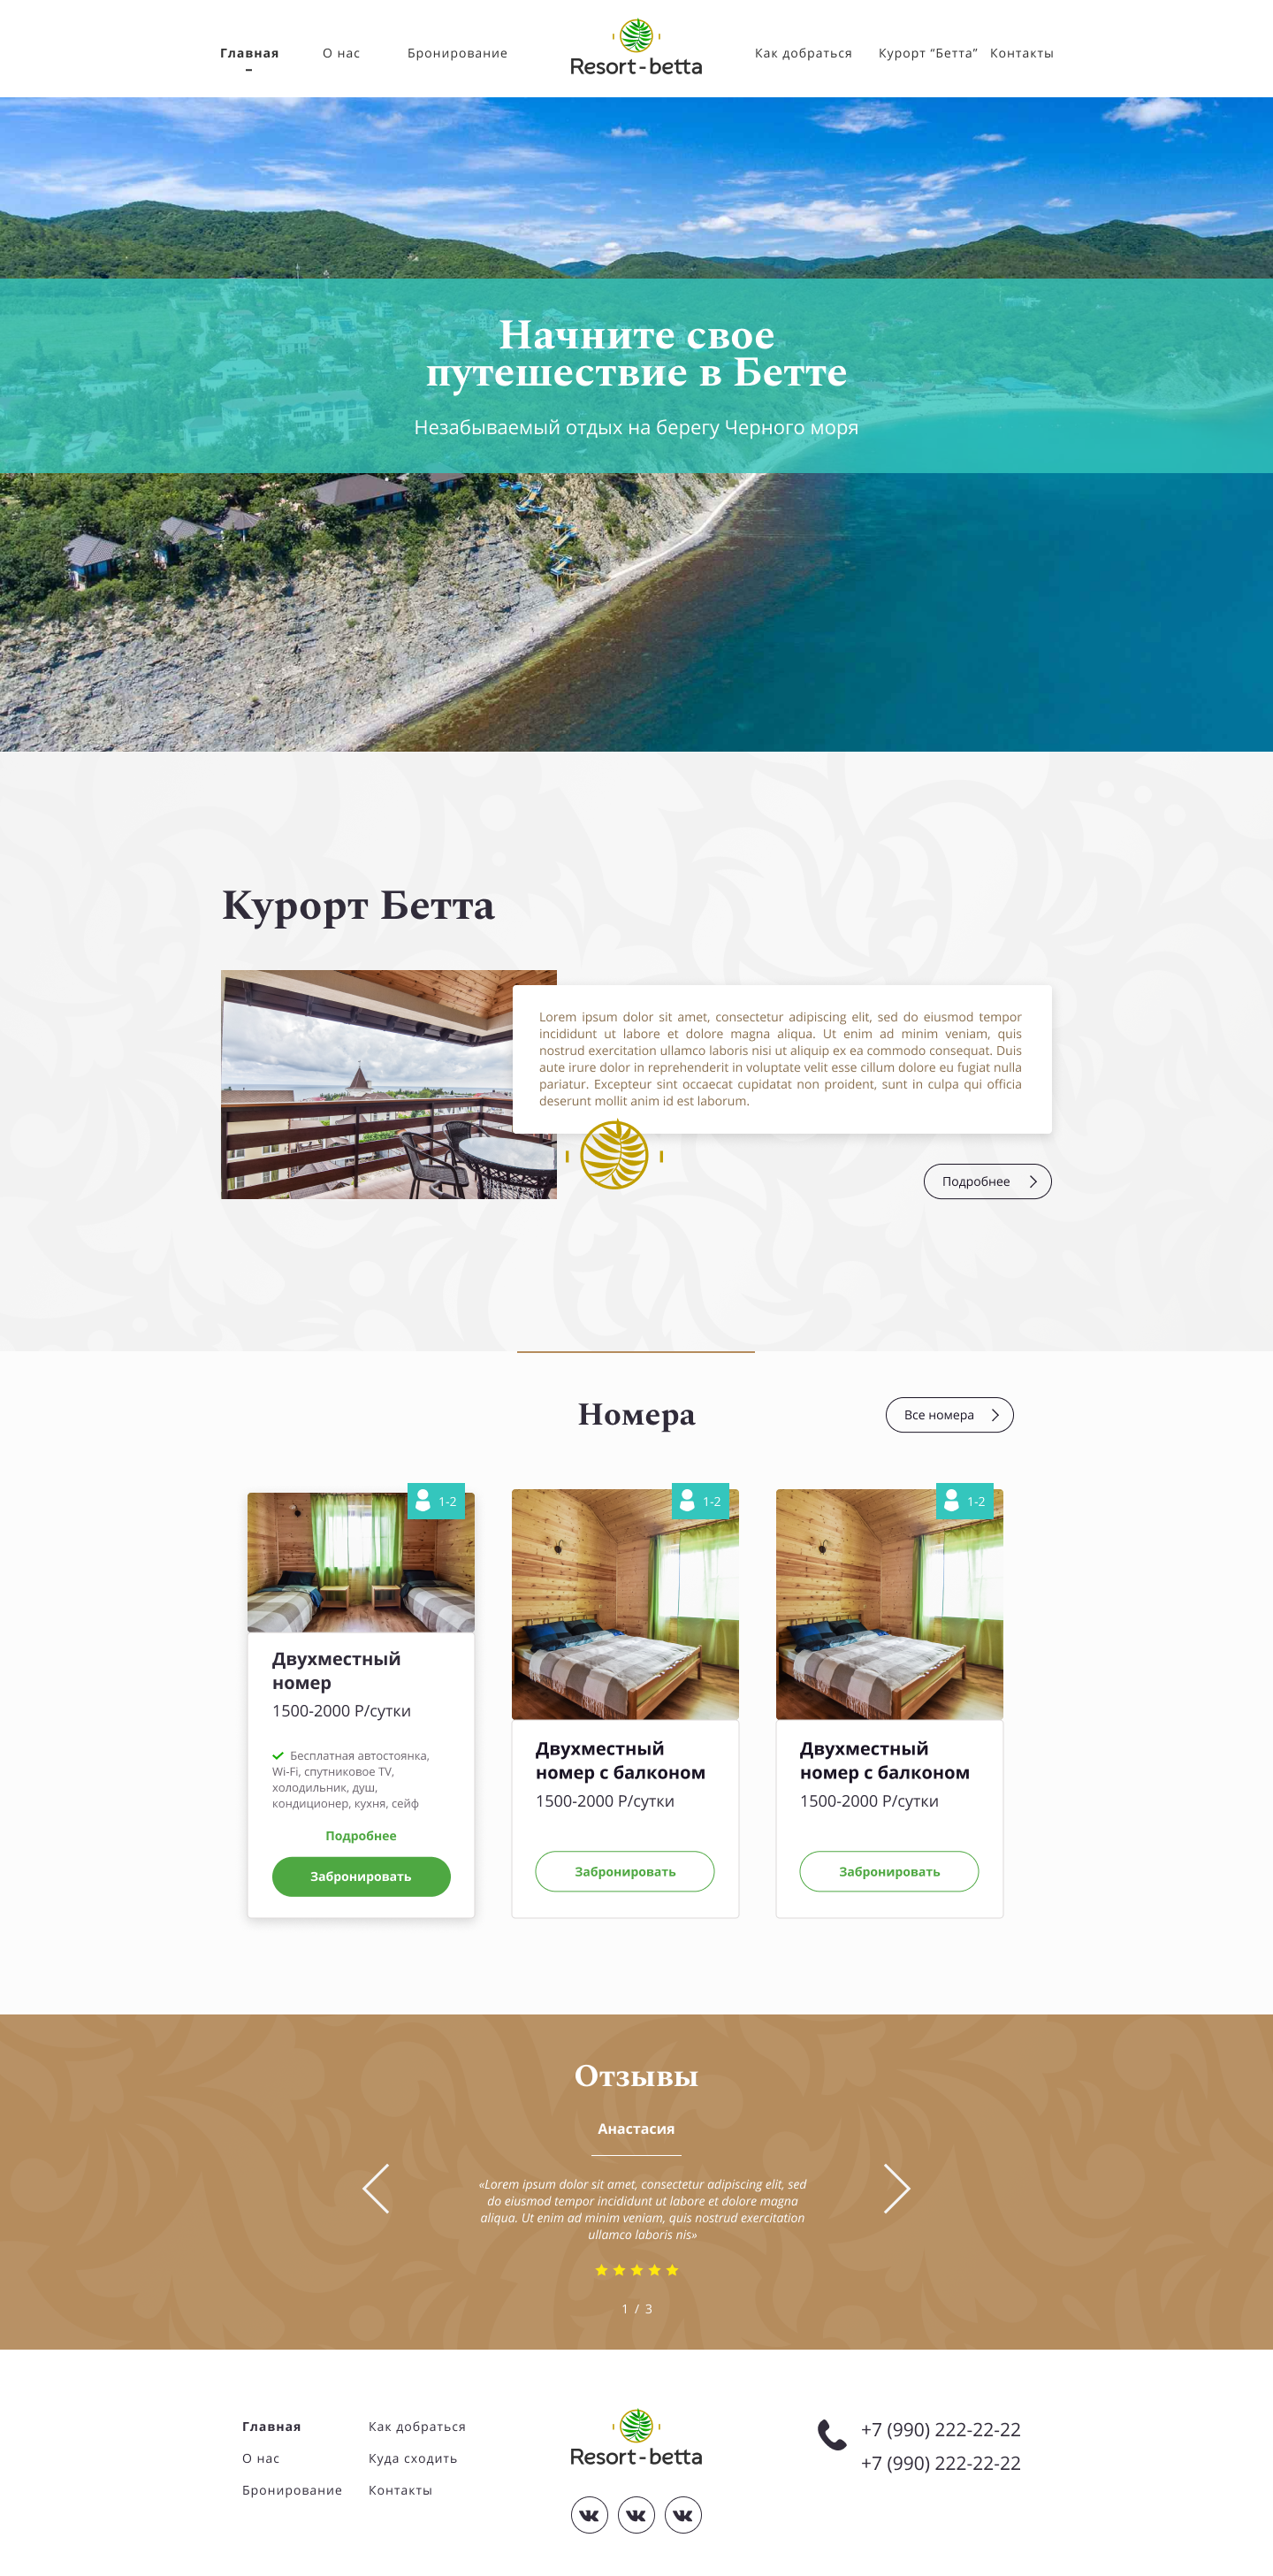 Главная
О нас
Бронирование
Resort-betta
Как добраться
Курорт “Бетта”
Контакты
Начните свое
путешествие в Бетте
Незабываемый отдых на берегу Черного моря
Курорт Бетта
Lorem ipsum dolor sit amet, consectetur adipiscing elit, sed do eiusmod tempor
incididunt ut labore et dolore magna aliqua. Ut enim ad minim veniam, quis
nostrud exercitation ullamco laboris nisi ut aliquip ex ea commodo consequat. Duis
aute irure dolor in reprehenderit in voluptate velit esse cillum dolore eu fugiat nulla
pariatur. Excepteur sint occaecat cupidatat non proident, sunt in culpa qui officia
deserunt mollit anim id est laborum.
Подробнее
Номера
Все номера
1-2
Двухместный
номер
1500-2000 Р/сутки
Бесплатная автостоянка,
Wi-Fi, спутниковое TV,
холодильник, душ,
кондиционер, кухня, сейф
Подробнее
Забронировать
1-2
Двухместный
номер с балконом
1500-2000 Р/сутки
Забронировать
1-2
Двухместный
номер с балконом
1500-2000 Р/сутки
Забронировать
Отзывы
Анастасия
«Lorem ipsum dolor sit amet, consectetur adipiscing elit, sed
do eiusmod tempor incididunt ut labore et dolore magna
aliqua. Ut enim ad minim veniam, quis nostrud exercitation
ullamco laboris nis»
1 / 3
Главная
О нас
Бронирование
Как добраться
Куда сходить
Контакты
Resort-betta
+7 (990) 222-22-22
+7 (990) 222-22-22